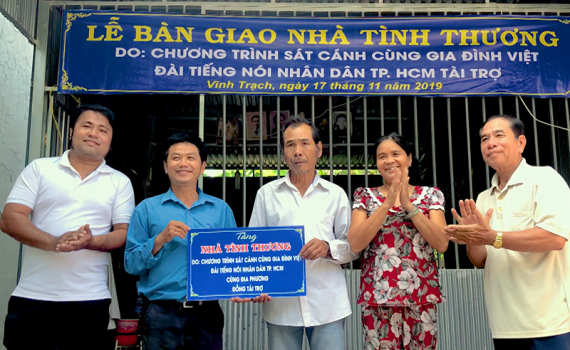 LỄ BÀN GIAO NHÀ TÌNH THƯƠNG
DO: CHƯƠNG TRÌNH SÁT CÁNH CÙNG GIA ĐÌNH VIỆT
ĐÀI TIẾNG NÓI NHÂN DÂN TP. HCM TÀI TRỢ
Vĩnh Trạch, ngày 17 tháng 11 năm 2019
Tặng
NHÀ TÌNH THƯƠNG
DO: CHƯƠNG TRÌNH SÁT CÁNH CÙNG GIA ĐÌNH VIỆT
ĐÀI TIẾNG NÓI NHÂN DÂN TP. HCM
CÙNG ĐỊA PHƯƠNG
ĐỒNG TÀI TRỢ